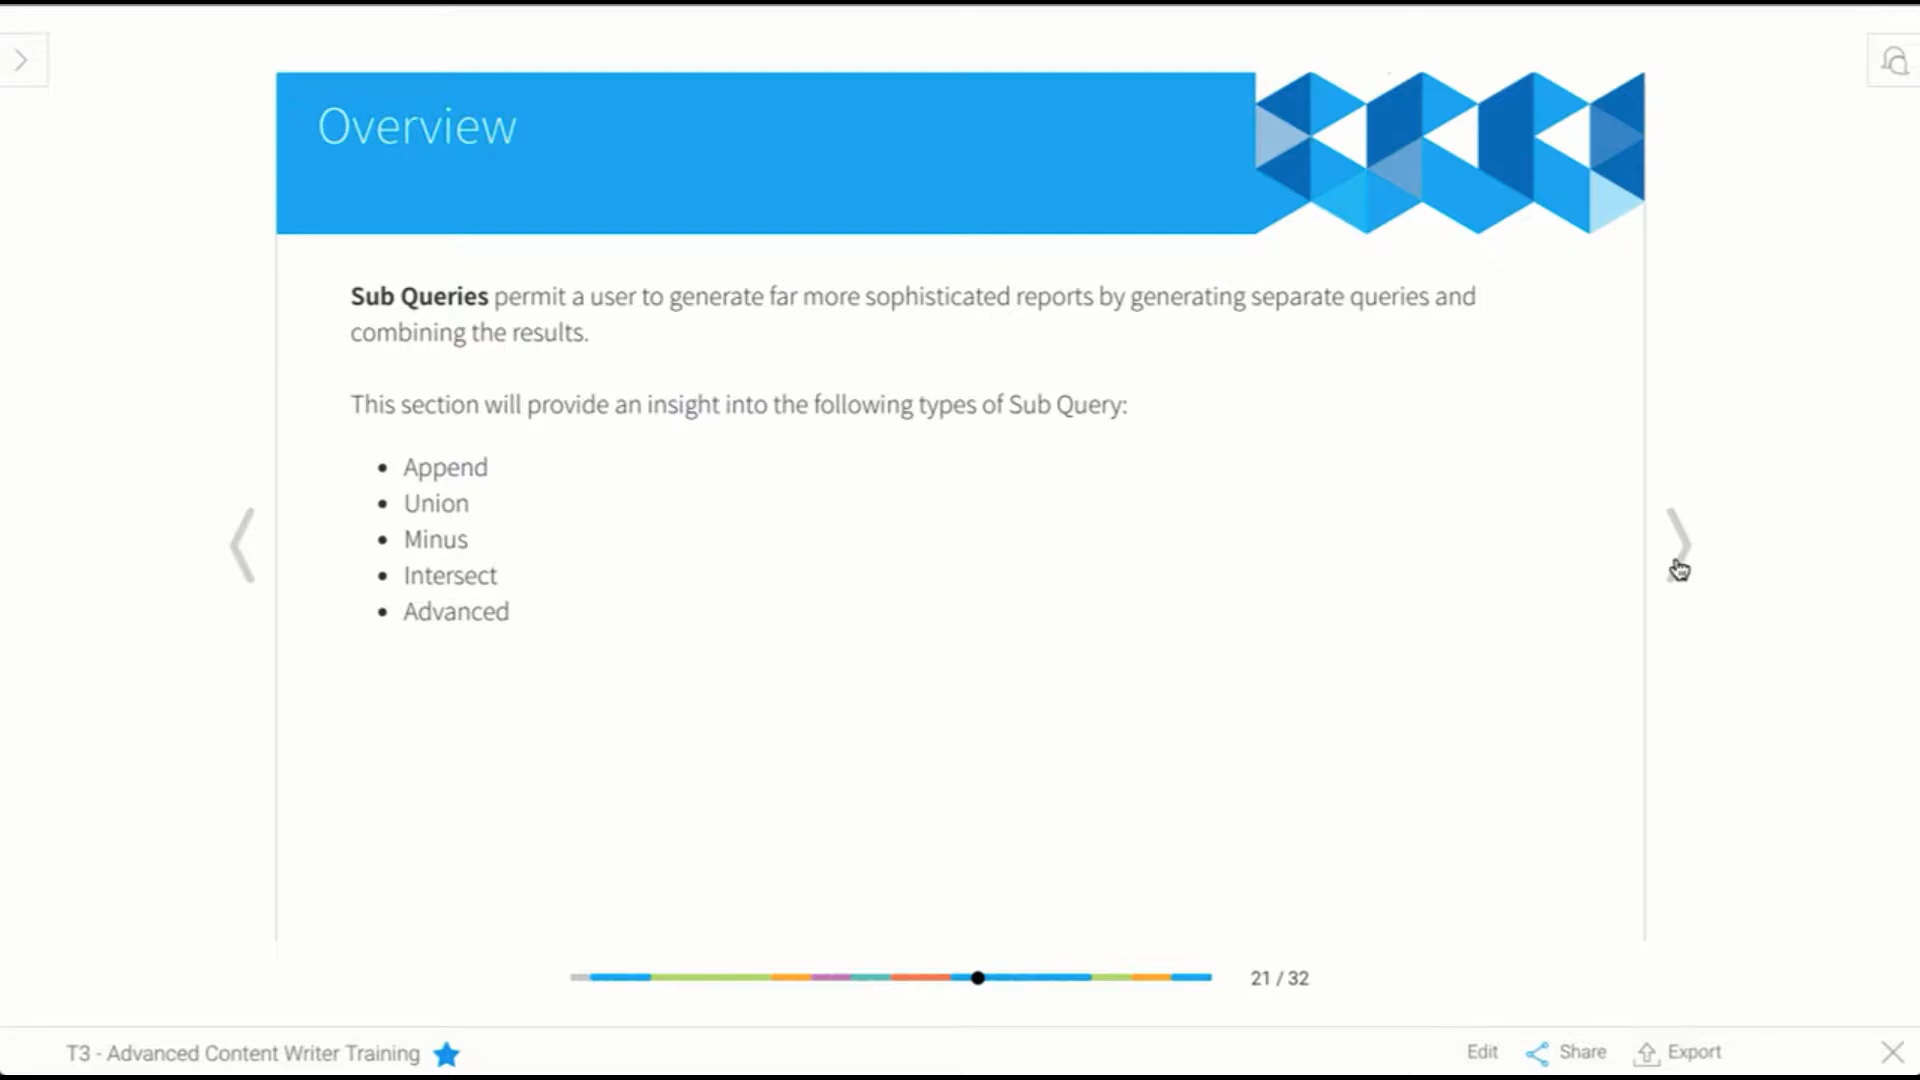 Overview
Sub Queries permit a user to generate far more sophisticated reports by generating separate queries and
combining the results.
This section will provide an insight into the following types of Sub Query:
• Append
• Union
• Minus
• Intersect
• Advanced
21 / 32
T3 - Advanced Content Writer Training
Edit
Share
Export